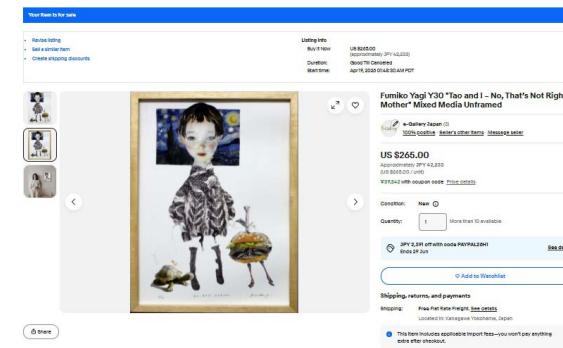 Your item is for sale
Revise listing
Sell a similar item
Create shipping discounts
Listing info
Buy It Now
US $265.00
(approximately JPY 42,233)
Duration:
Good Till Canceled
Start time:
Apr 19, 2026 01:48:30 AM PDT
Fumiko Yagi Y30 "Tao and I – No, That's Not Righ
Mother" Mixed Media Unframed
e-Gallery Japan
100% positive Seller's other items Message seller
US $265.00
Approximately JPY 42,233
(US $265.00 / unit)
with coupon code Price details
Condition:
New
Quantity:
1
More than 10 available
off with code
Ends 29 Jun
Add to Watchlist
Shipping, returns, and payments
Shipping:
Free Flat Rate Freight. See details
Located in: Kanagawa Yokohama, Japan
This item includes applicable import fees—you won't pay anything
extra after checkout.
Share